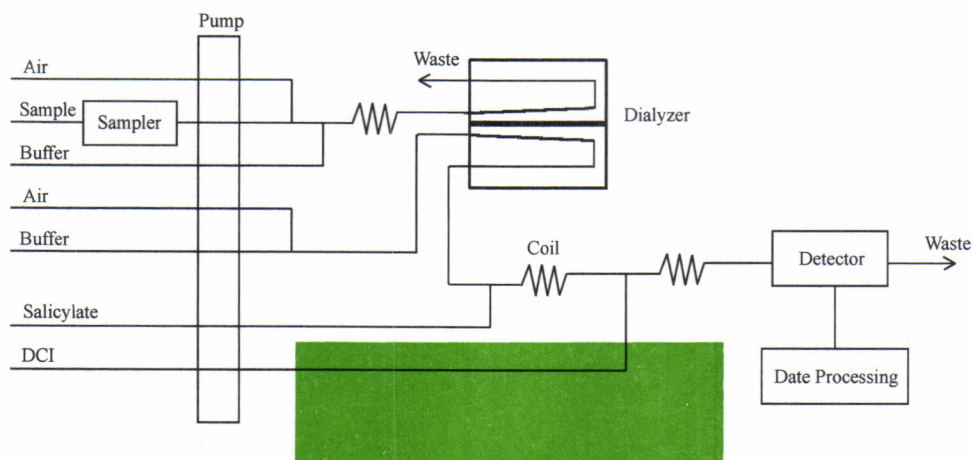 Pump
Air
Waste
Sample
Sampler
Dialyzer
Buffer
Air
Buffer
Coil
Detector
Waste
Salicylate
DCI
Date Processing